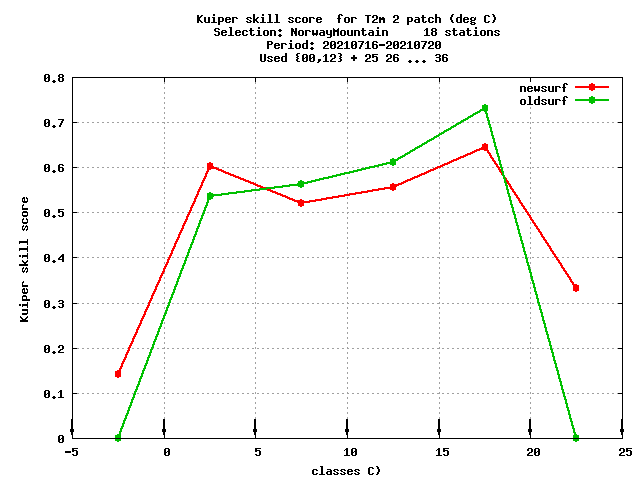 Kuiper skill score for T2m 2 patch (deg C)
Selection: NorwayMountain 18 stations
Period: 20210716-20210720
Used {00,12} + 25 26 ... 36
newsurf
oldsurf
0.8
0.7
0.6
0.5
0.4
0.3
0.2
0.1
0
Kuiper skill score
-5 0 5 10 15 20 25
classes C)